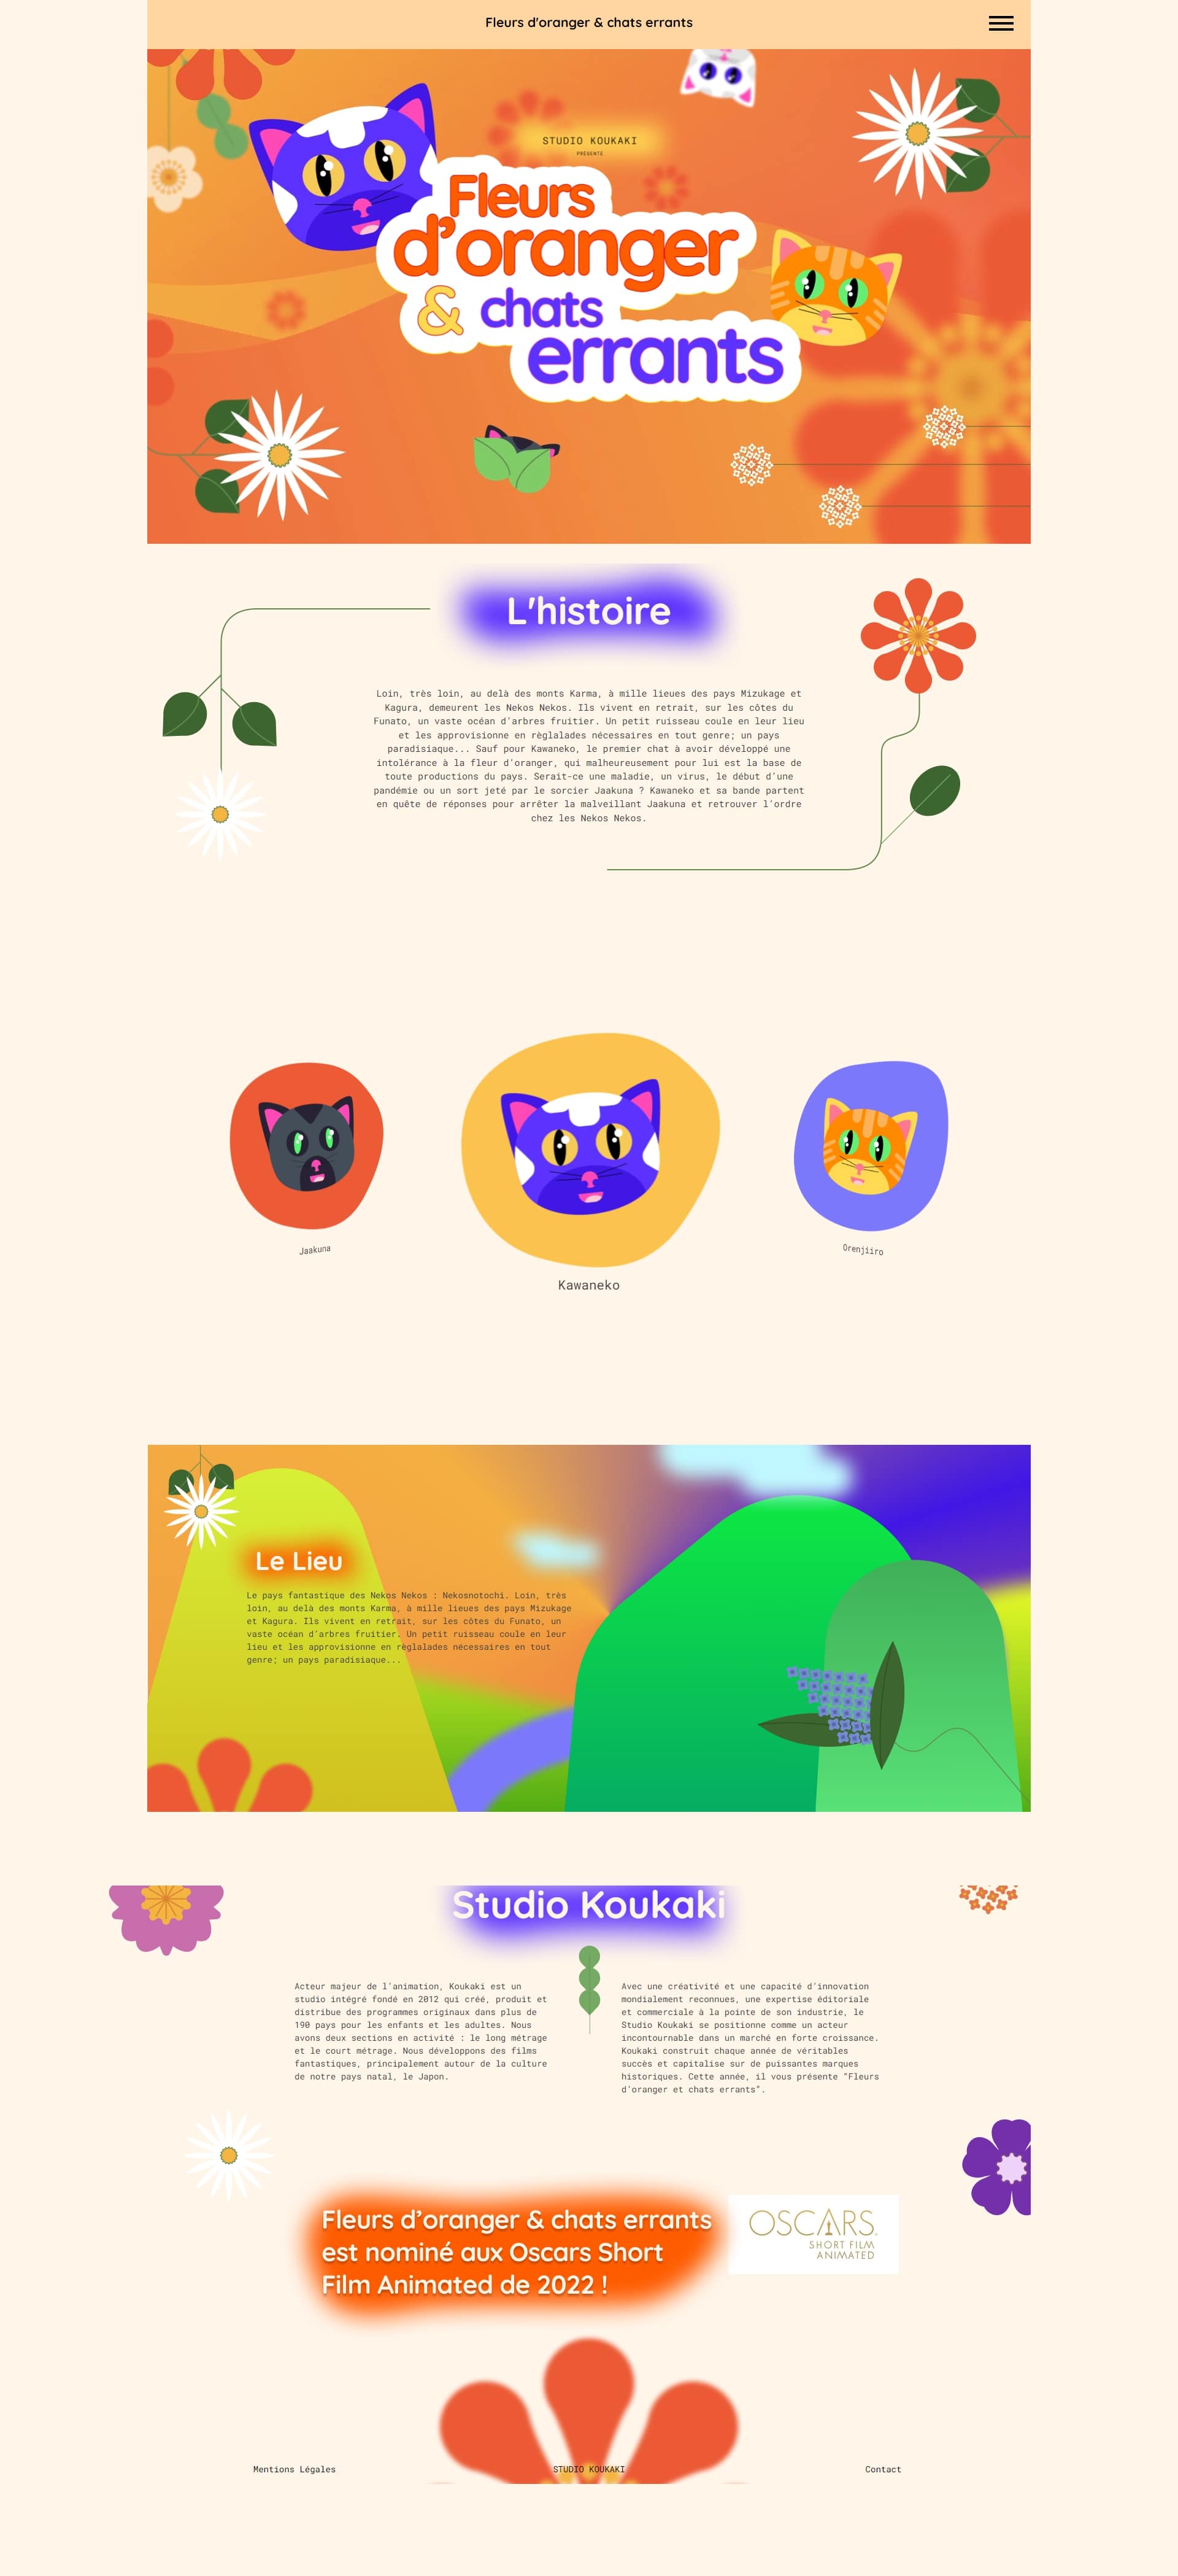 Fleurs d'oranger & chats errants
STUDIO KOUKAKI
PRÉSENTE
Fleurs
d’oranger
& chats
errants
L'histoire
Loin, très loin, au delà des monts Karma, à mille lieues des pays Mizukage et
Kagura, demeurent les Nekos Nekos. Ils vivent en retrait, sur les côtes du
Funato, un vaste océan d’arbres fruitier. Un petit ruisseau coule en leur lieu
et les approvisionne en règlalades nécessaires en tout genre; un pays
paradisiaque... Sauf pour Kawaneko, le premier chat à avoir développé une
intolérance à la fleur d’oranger, qui malheureusement pour lui est la base de
toute productions du pays. Serait-ce une maladie, un virus, le début d’une
pandémie ou un sort jeté par le sorcier Jaakuna ? Kawaneko et sa bande partent
en quête de réponses pour arrêter la malveillant Jaakuna et retrouver l’ordre
chez les Nekos Nekos.
Jaakuna
Kawaneko
Orenjiiro
Le Lieu
Le pays fantastique des Nekos Nekos : Nekosnotochi. Loin, très
loin, au delà des monts Karma, à mille lieues des pays Mizukage
et Kagura. Ils vivent en retrait, sur les côtes du Funato, un
vaste océan d’arbres fruitier. Un petit ruisseau coule en leur
lieu et les approvisionne en règlalades nécessaires en tout
genre; un pays paradisiaque...
Studio Koukaki
Acteur majeur de l’animation, Koukaki est un
studio intégré fondé en 2012 qui créé, produit et
distribue des programmes originaux dans plus de
190 pays pour les enfants et les adultes. Nous
avons deux sections en activité : le long métrage
et le court métrage. Nous développons des films
fantastiques, principalement autour de la culture
de notre pays natal, le Japon.
Avec une créativité et une capacité d’innovation
mondialement reconnues, une expertise éditoriale
et commerciale à la pointe de son industrie, le
Studio Koukaki se positionne comme un acteur
incontournable dans un marché en forte croissance.
Koukaki construit chaque année de véritables
succès et capitalise sur de puissantes marques
historiques. Cette année, il vous présente “Fleurs
d’oranger et chats errants”.
Fleurs d’oranger & chats errants
est nominé aux Oscars Short
Film Animated de 2022 !
OSCARS
SHORT FILM
ANIMATED
Mentions Légales
STUDIO KOUKAKI
Contact